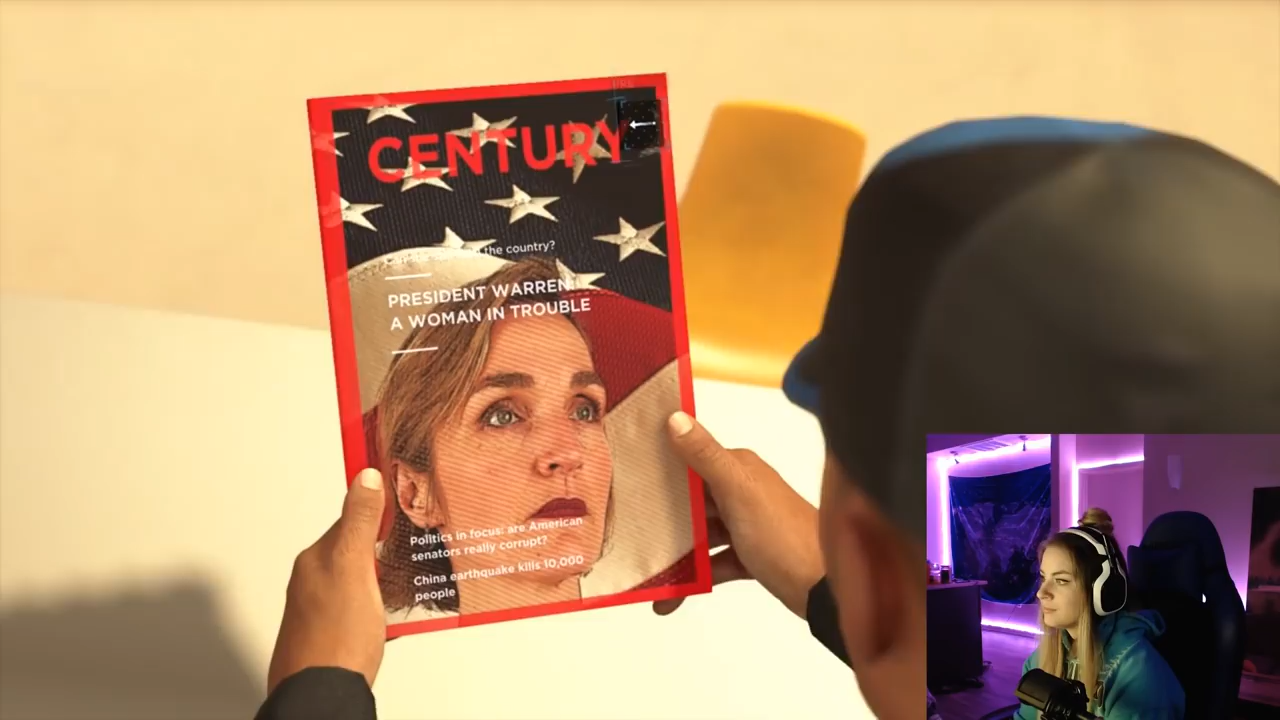 CENTURY
the country?
PRESIDENT WARREN:
A WOMAN IN TROUBLE
Politics in focus: are American
senators really corrupt?
China earthquake kills 10,000
people